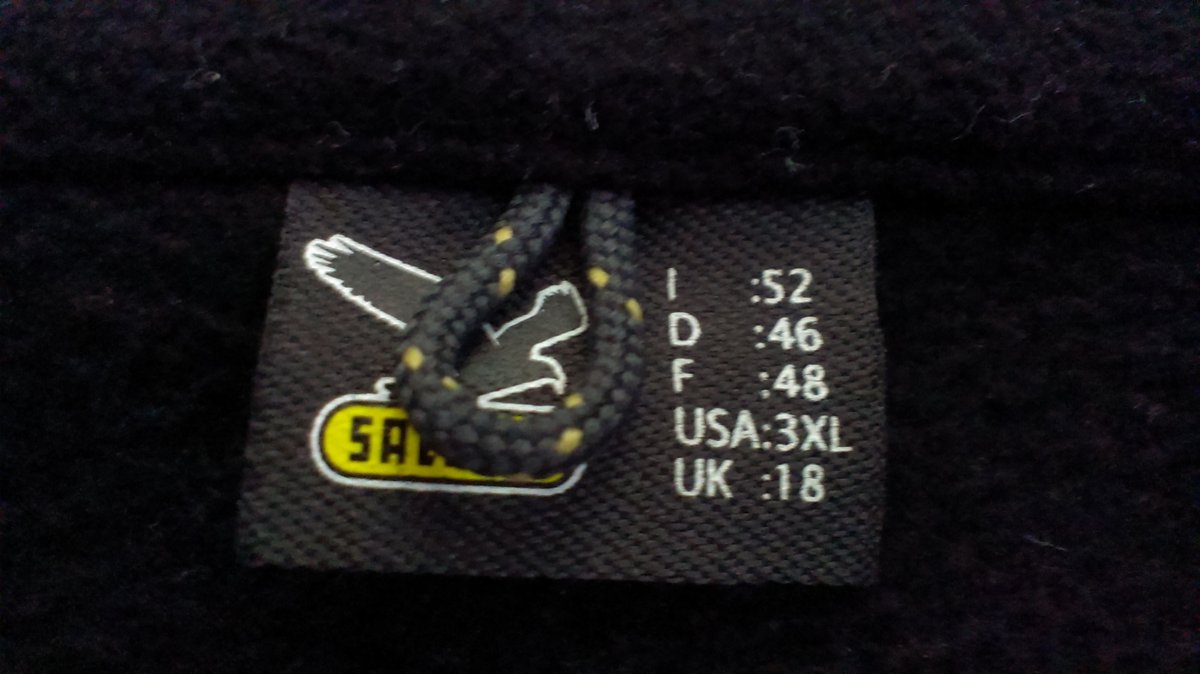 I :52
D :46
F :48
USA:3XL
UK :18